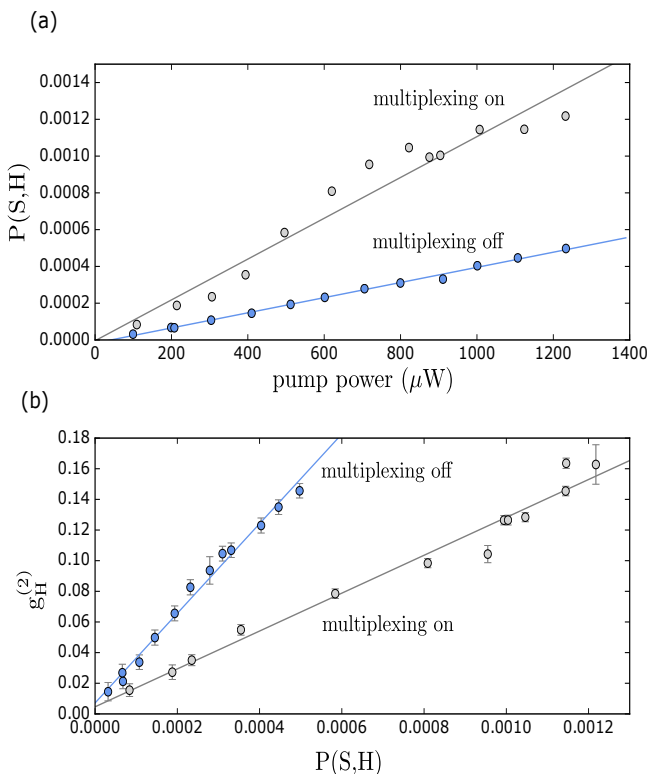 (a)
0.0014
0.0012
0.0010
0.0008
0.0006
0.0004
0.0002
0.0000
P(S,H)
multiplexing on
multiplexing off
0 200 400 600 800 1000 1200 1400
pump power (μW)
(b)
0.18
0.16
0.14
0.12
0.10
0.08
0.06
0.04
0.02
0.00
g_H^(2)
multiplexing off
multiplexing on
0.0000 0.0002 0.0004 0.0006 0.0008 0.0010 0.0012
P(S,H)